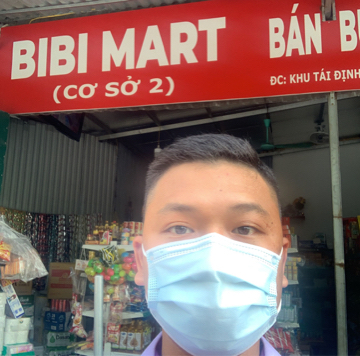 BIBI MART
(CƠ SỞ 2)
BÁN
ĐC: KHU TÁI ĐỊNH